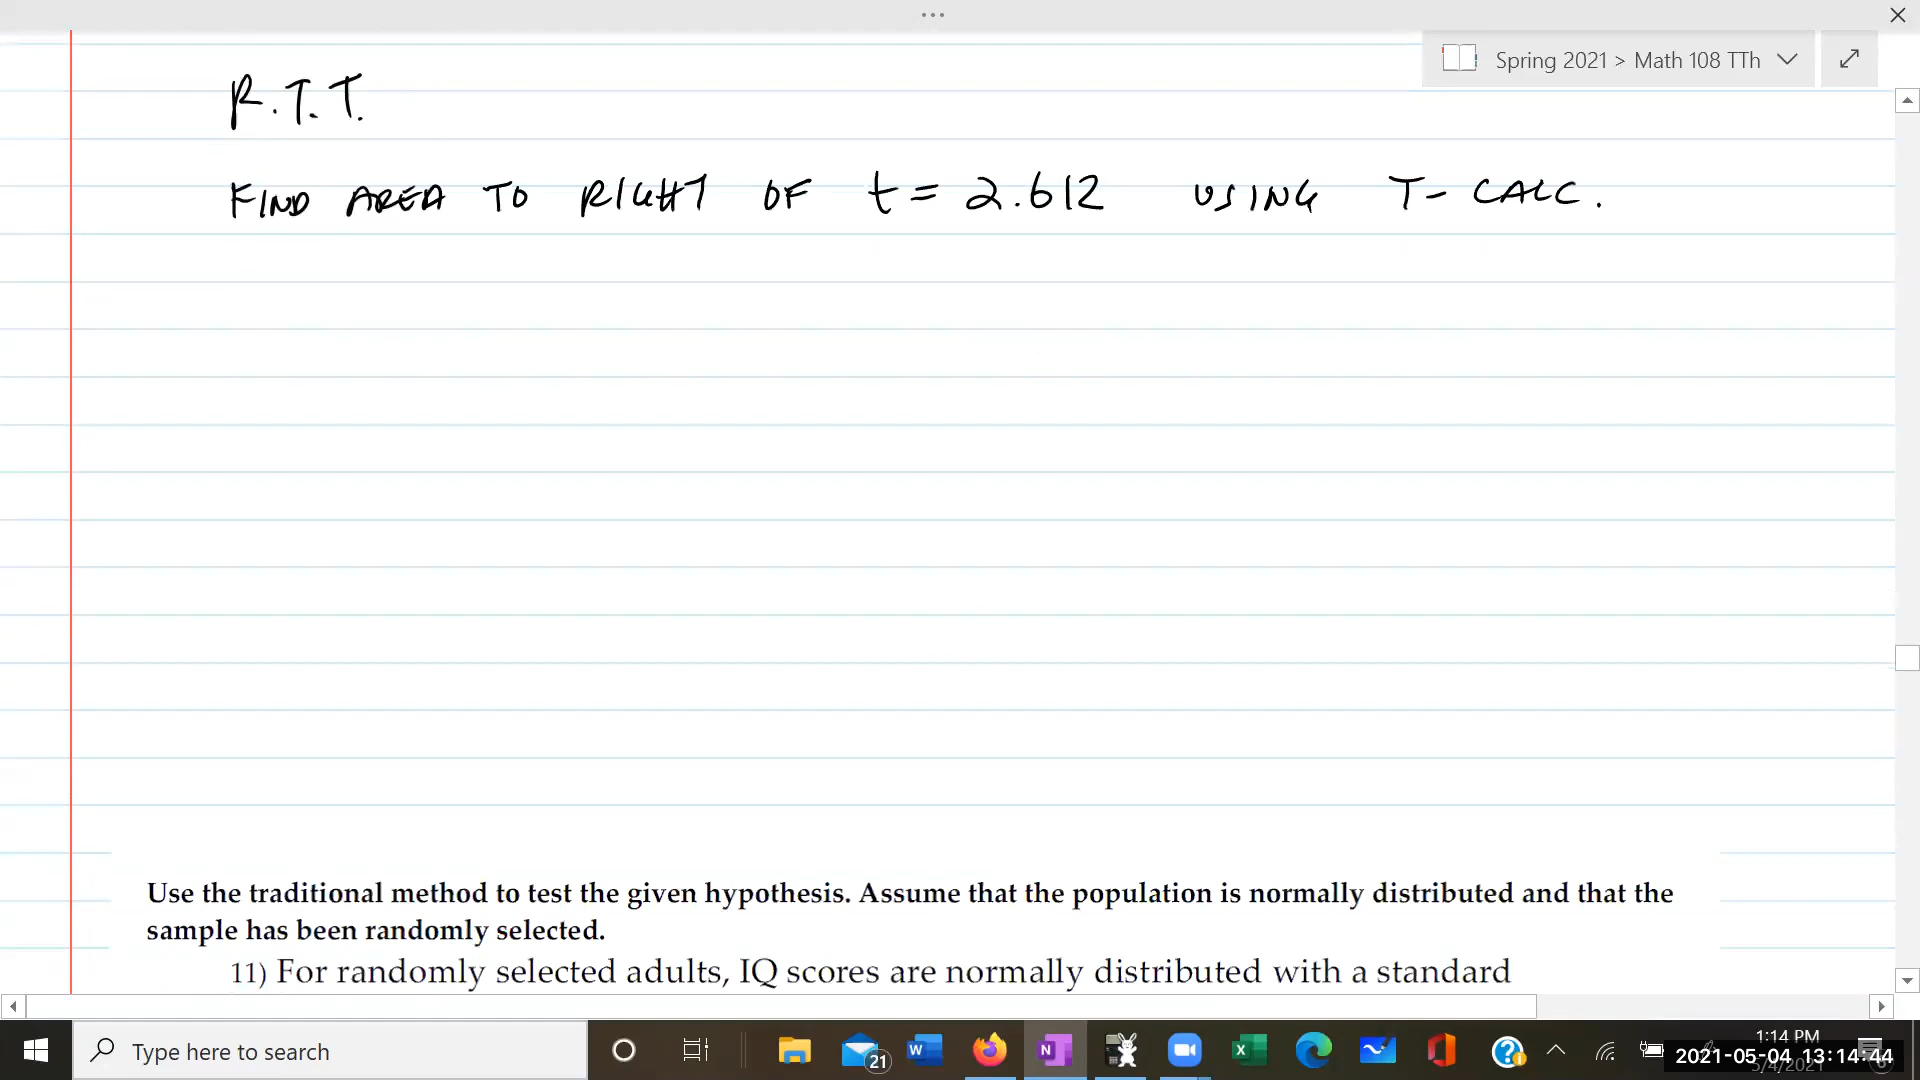 Spring 2021 > Math 108 TTh
R.T.T.
FIND AREA TO RIGHT OF t = 2.612 USING T- CALC.
Use the traditional method to test the given hypothesis. Assume that the population is normally distributed and that the
sample has been randomly selected.
11) For randomly selected adults, IQ scores are normally distributed with a standard
Type here to search
21
1:14 PM
2021-05-04 13:14:44